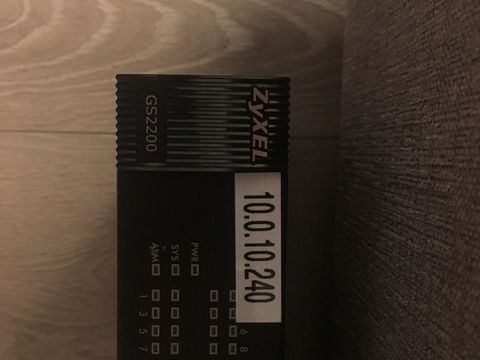 ZyXEL
GS2200
10.0.10.240
PWR
SYS
ALM
6
8
1
3
5
7